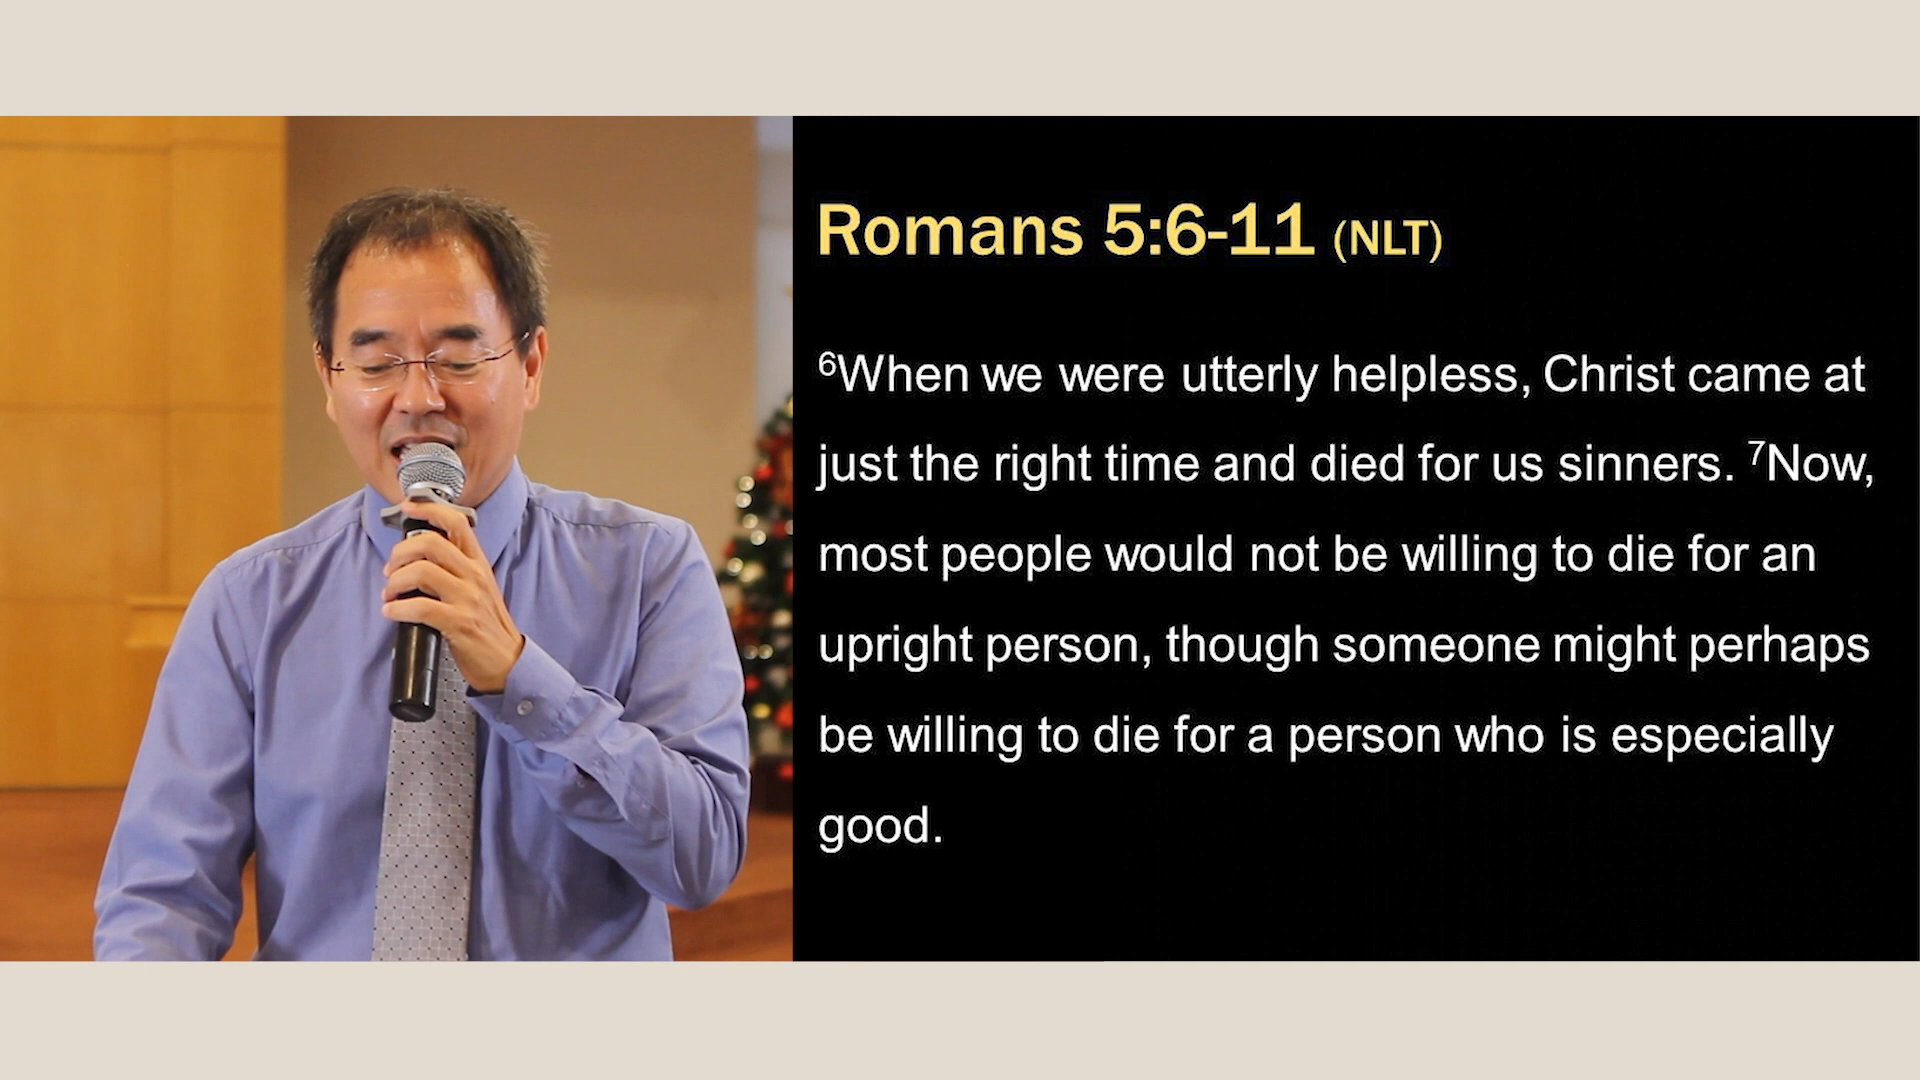 Romans 5:6-11 (NLT)
⁶When we were utterly helpless, Christ came at
just the right time and died for us sinners. ⁷Now,
most people would not be willing to die for an
upright person, though someone might perhaps
be willing to die for a person who is especially
good.